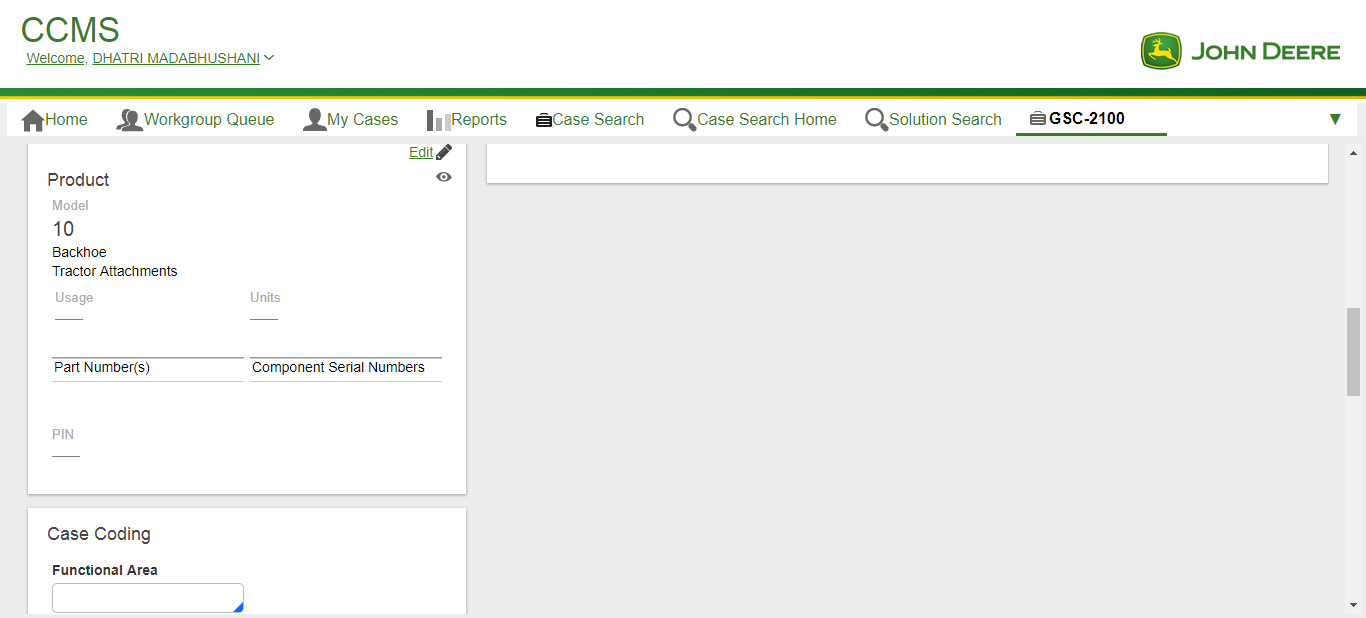 CCMS
Welcome, DHATRI MADABHUSHANI
JOHN DEERE
Home Workgroup Queue My Cases Reports Case Search Case Search Home Solution Search GSC-2100
Edit
Product
Model
10
Backhoe
Tractor Attachments
Usage Units
Part Number(s) Component Serial Numbers
PIN
Case Coding
Functional Area